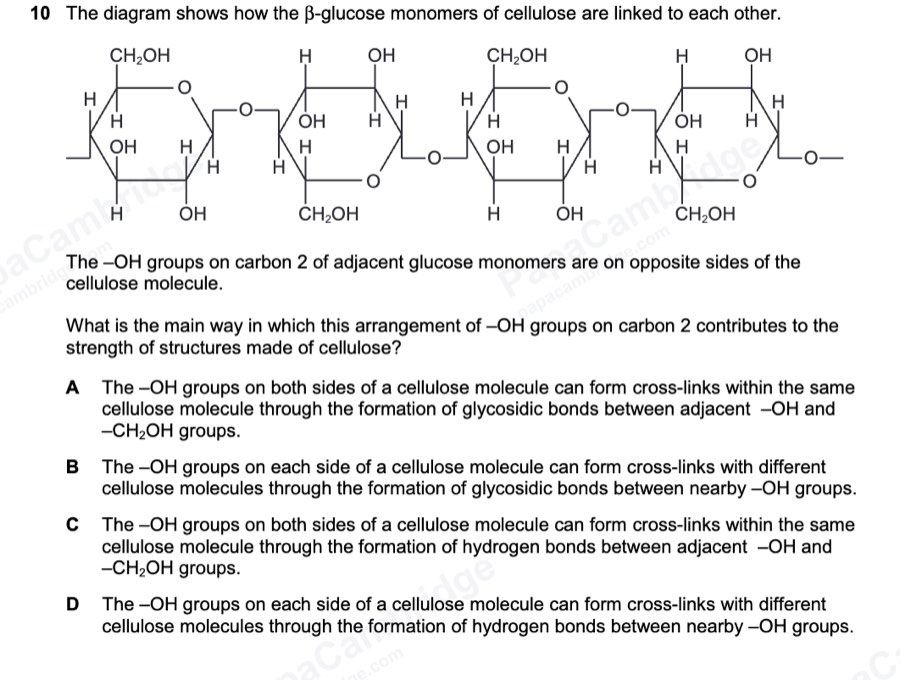 10 The diagram shows how the β-glucose monomers of cellulose are linked to each other.
CH₂OH H OH CH₂OH H OH
O O
H O H H O H
H OH H H OH H
OH H H OH H H
H H H H
O O O O
H OH CH₂OH H OH CH₂OH
The –OH groups on carbon 2 of adjacent glucose monomers are on opposite sides of the
cellulose molecule.
What is the main way in which this arrangement of –OH groups on carbon 2 contributes to the
strength of structures made of cellulose?
A The –OH groups on both sides of a cellulose molecule can form cross-links within the same
cellulose molecule through the formation of glycosidic bonds between adjacent –OH and
–CH₂OH groups.
B The –OH groups on each side of a cellulose molecule can form cross-links with different
cellulose molecules through the formation of glycosidic bonds between nearby –OH groups.
C The –OH groups on both sides of a cellulose molecule can form cross-links within the same
cellulose molecule through the formation of hydrogen bonds between adjacent –OH and
–CH₂OH groups.
D The –OH groups on each side of a cellulose molecule can form cross-links with different
cellulose molecules through the formation of hydrogen bonds between nearby –OH groups.
PapaCambridge